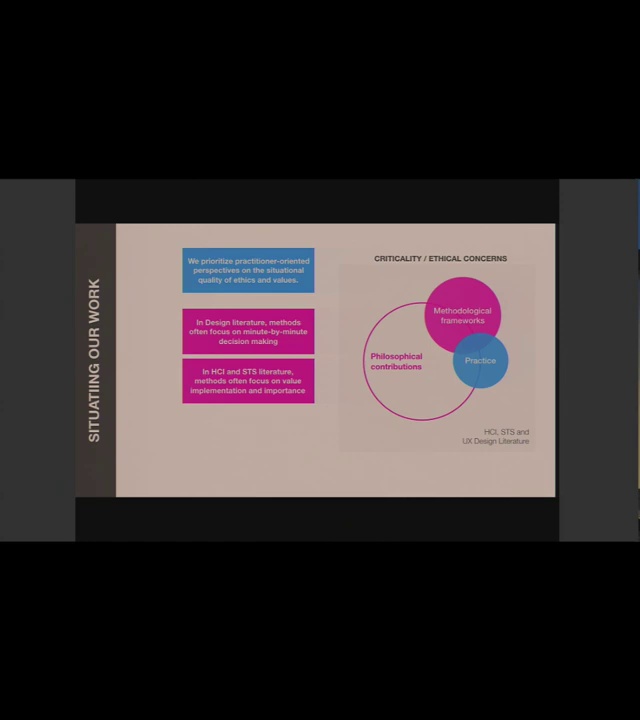 SITUATIING OUR WORK
We prioritize practitioner-oriented
perspectives on the situational
quality of ethics and values.
In Design literature, methods
often focus on minute-by-minute
decision making
In HCI and STS literature,
methods often focus on value
implementation and importance
CRITICALITY / ETHICAL CONCERNS
Methodological
frameworks
Philosophical
contributions
Practice
HCI, STS and
UX Design Literature